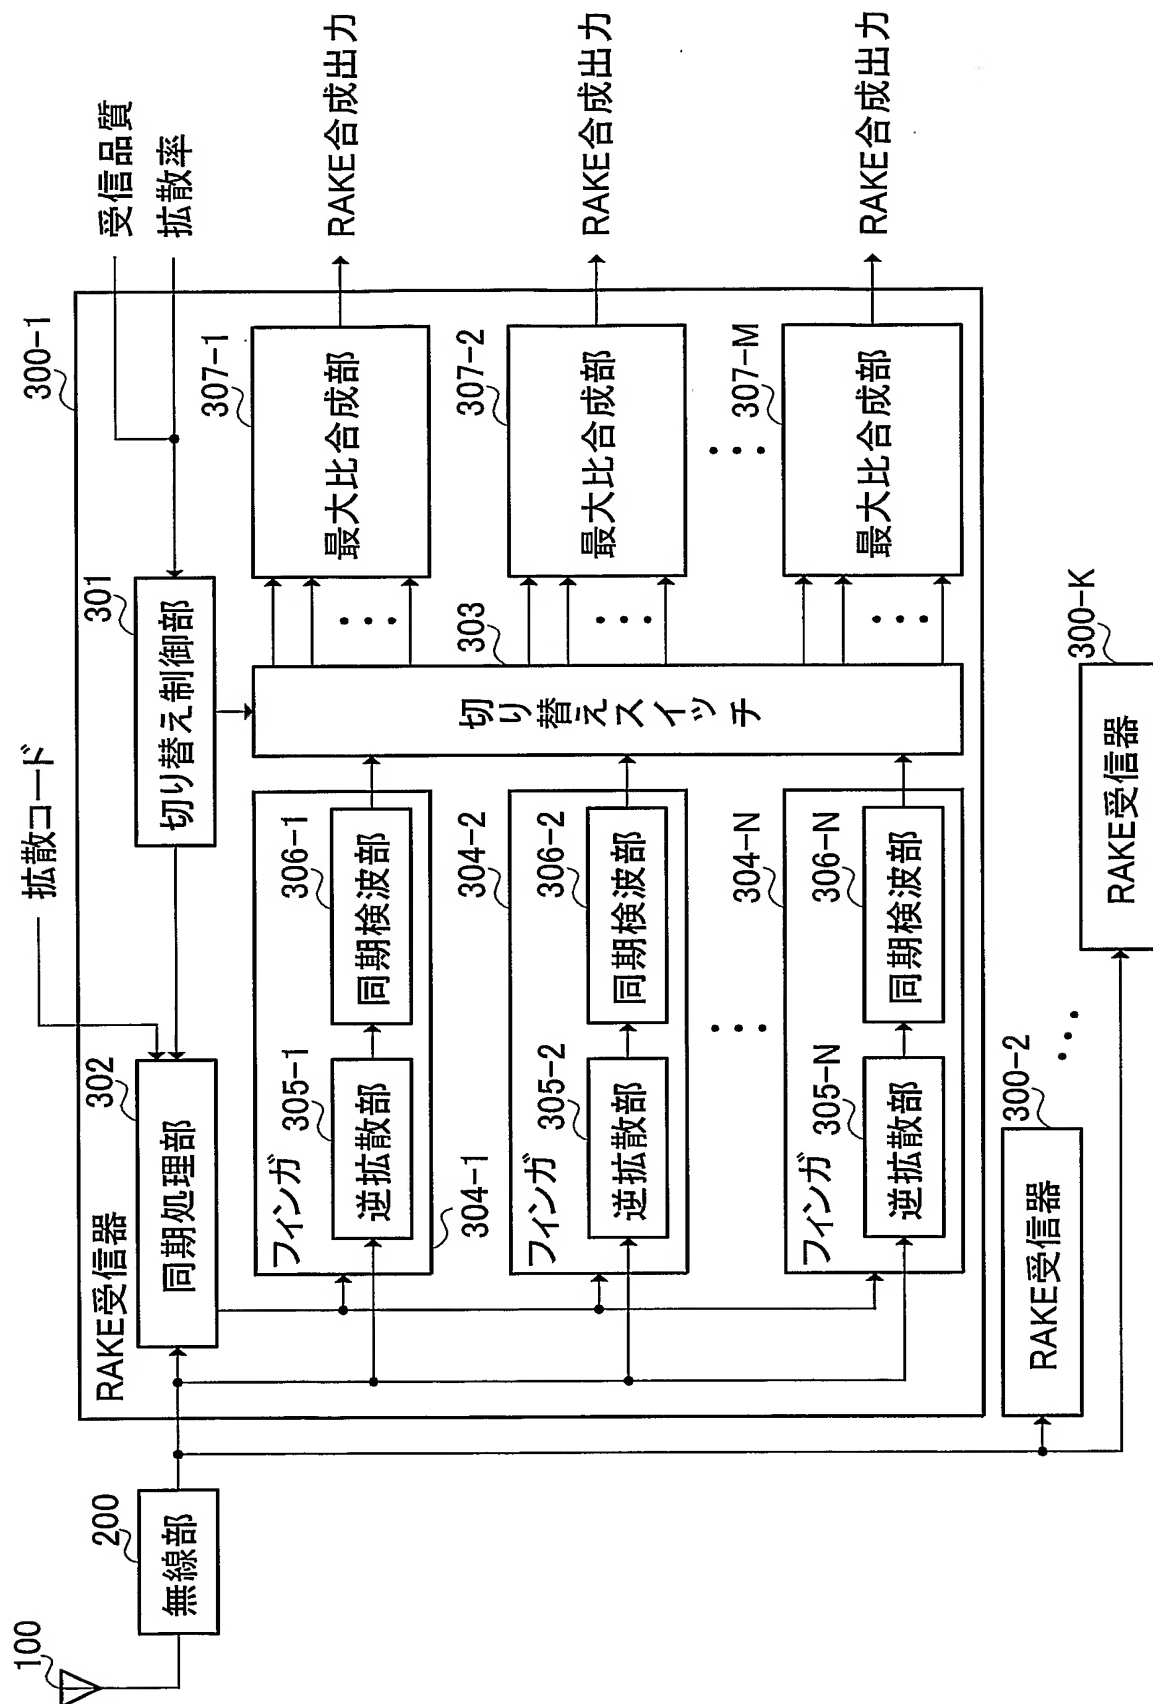 100
200
無線部
RAKE受信器
300-1
302
同期処理部
拡散コード
301
切り替え制御部
受信品質
拡散率
フィンガ
304-1
305-1
逆拡散部
306-1
同期検波部
フィンガ
304-2
305-2
逆拡散部
306-2
同期検波部
フィンガ
304-N
305-N
逆拡散部
306-N
同期検波部
303
切り替えスイッチ
307-1
最大比合成部
RAKE合成出力
307-2
最大比合成部
RAKE合成出力
307-M
最大比合成部
RAKE合成出力
300-2
RAKE受信器
300-K
RAKE受信器